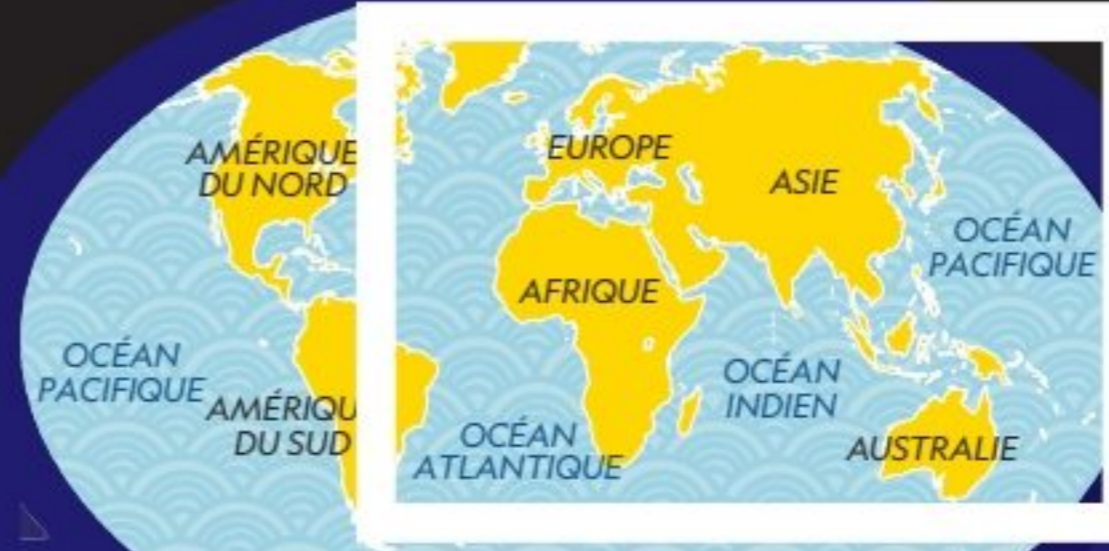 AMÉRIQUE
DU NORD
EUROPE
ASIE
OCÉAN
PACIFIQUE
AFRIQUE
OCÉAN
PACIFIQUE
AMÉRIQU
DU SUD
OCÉAN
INDIEN
OCÉAN
ATLANTIQUE
AUSTRALIE